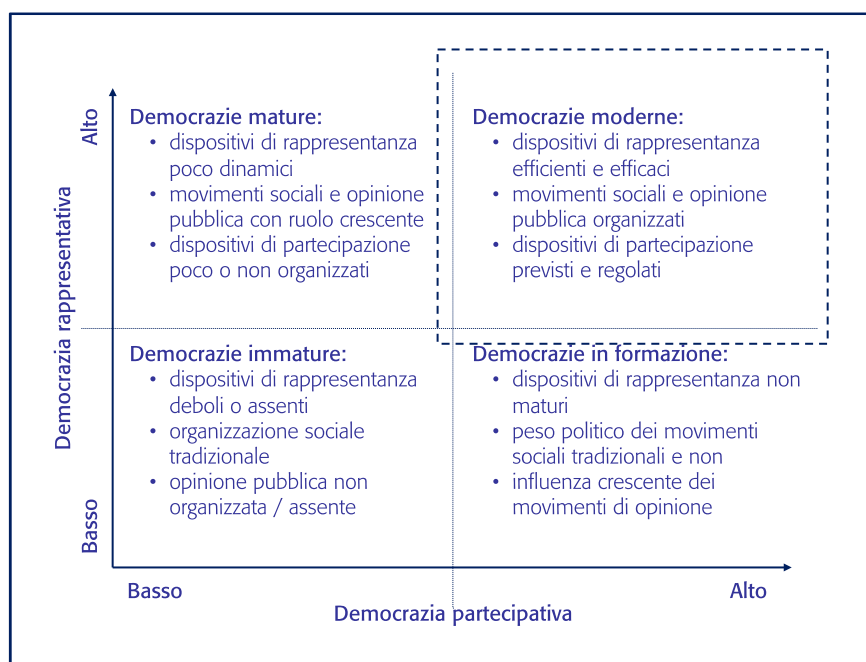 Alto
Democrazia rappresentativa
Basso
Democrazie mature:
• dispositivi di rappresentanza
poco dinamici
• movimenti sociali e opinione
pubblica con ruolo crescente
• dispositivi di partecipazione
poco o non organizzati
Democrazie moderne:
• dispositivi di rappresentanza
efficienti e efficaci
• movimenti sociali e opinione
pubblica organizzati
• dispositivi di partecipazione
previsti e regolati
Democrazie immature:
• dispositivi di rappresentanza
deboli o assenti
• organizzazione sociale
tradizionale
• opinione pubblica non
organizzata / assente
Democrazie in formazione:
• dispositivi di rappresentanza non
maturi
• peso politico dei movimenti
sociali tradizionali e non
• influenza crescente dei
movimenti di opinione
Basso
Alto
Democrazia partecipativa